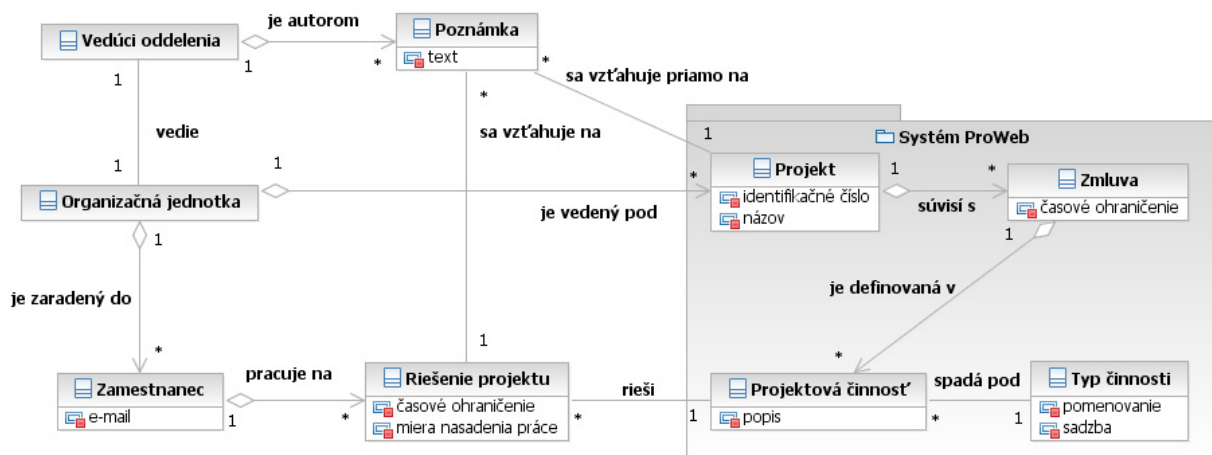 je autorom
Vedúci oddelenia
Poznámka
text
1
*
*
sa vzťahuje priamo na
1
*
vedie
sa vzťahuje na
1
Systém ProWeb
1
1
Organizačná jednotka
*
Projekt
identifikačné číslo
názov
1
*
Zmluva
časové ohraničenie
súvisí s
je vedený pod
1
1
je definovaná v
je zaradený do
*
1
*
pracuje na
Zamestnanec
e-mail
1
*
Riešenie projektu
časové ohraničenie
miera nasadenia práce
rieši
*
1
Projektová činnosť
popis
spadá pod
*
1
Typ činnosti
pomenovanie
sadzba